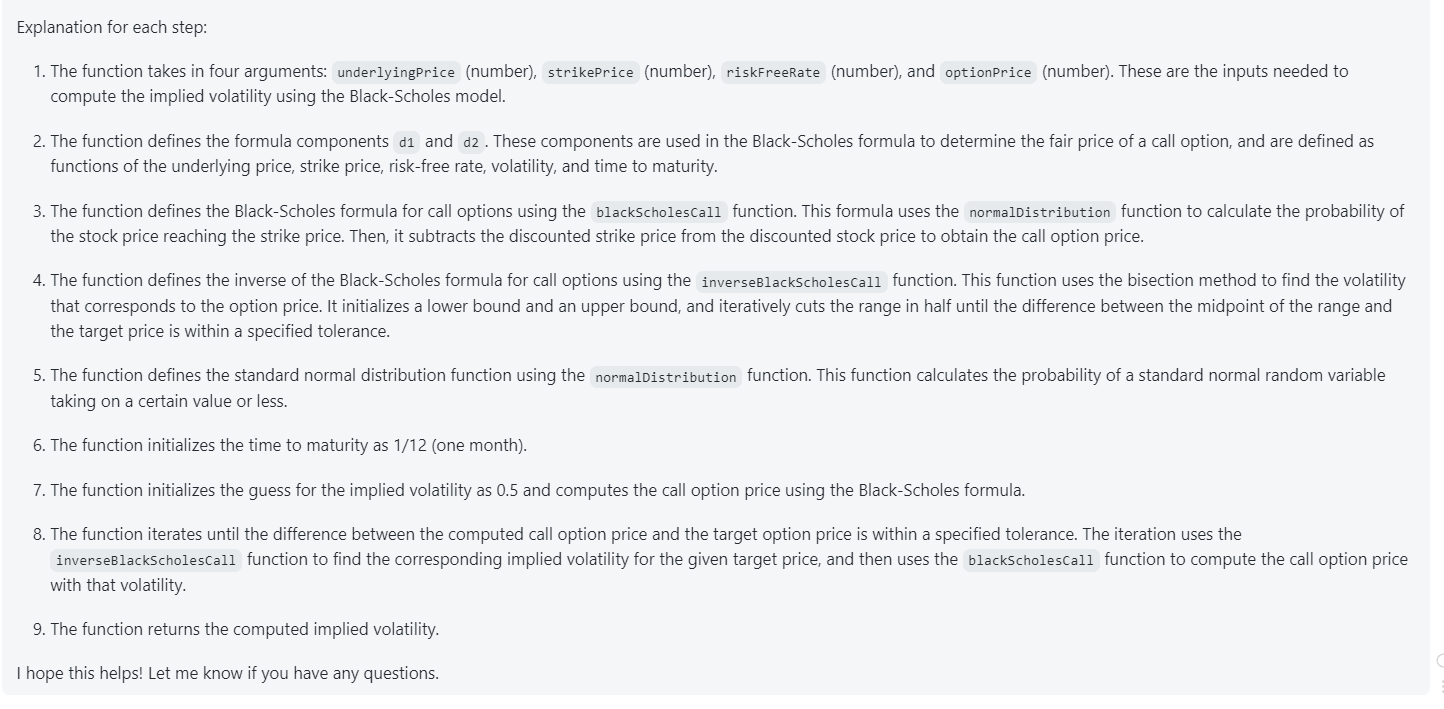 Explanation for each step:
1. The function takes in four arguments: underlyingPrice (number), strikePrice (number), riskFreeRate (number), and optionPrice (number). These are the inputs needed to
compute the implied volatility using the Black-Scholes model.
2. The function defines the formula components d1 and d2 . These components are used in the Black-Scholes formula to determine the fair price of a call option, and are defined as
functions of the underlying price, strike price, risk-free rate, volatility, and time to maturity.
3. The function defines the Black-Scholes formula for call options using the blackScholesCall function. This formula uses the normalDistribution function to calculate the probability of
the stock price reaching the strike price. Then, it subtracts the discounted strike price from the discounted stock price to obtain the call option price.
4. The function defines the inverse of the Black-Scholes formula for call options using the inverseBlackScholesCall function. This function uses the bisection method to find the volatility
that corresponds to the option price. It initializes a lower bound and an upper bound, and iteratively cuts the range in half until the difference between the midpoint of the range and
the target price is within a specified tolerance.
5. The function defines the standard normal distribution function using the normalDistribution function. This function calculates the probability of a standard normal random variable
taking on a certain value or less.
6. The function initializes the time to maturity as 1/12 (one month).
7. The function initializes the guess for the implied volatility as 0.5 and computes the call option price using the Black-Scholes formula.
8. The function iterates until the difference between the computed call option price and the target option price is within a specified tolerance. The iteration uses the
inverseBlackScholesCall function to find the corresponding implied volatility for the given target price, and then uses the blackScholesCall function to compute the call option price
with that volatility.
9. The function returns the computed implied volatility.
I hope this helps! Let me know if you have any questions.